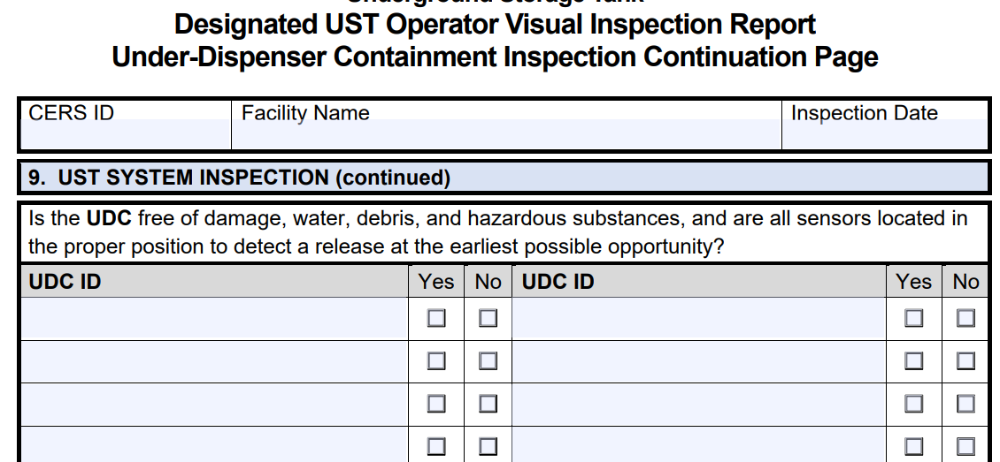 Underground Storage Tank
Designated UST Operator Visual Inspection Report
Under-Dispenser Containment Inspection Continuation Page
CERS ID Facility Name Inspection Date
9. UST SYSTEM INSPECTION (continued)
Is the UDC free of damage, water, debris, and hazardous substances, and are all sensors located in
the proper position to detect a release at the earliest possible opportunity?
UDC ID Yes No UDC ID Yes No